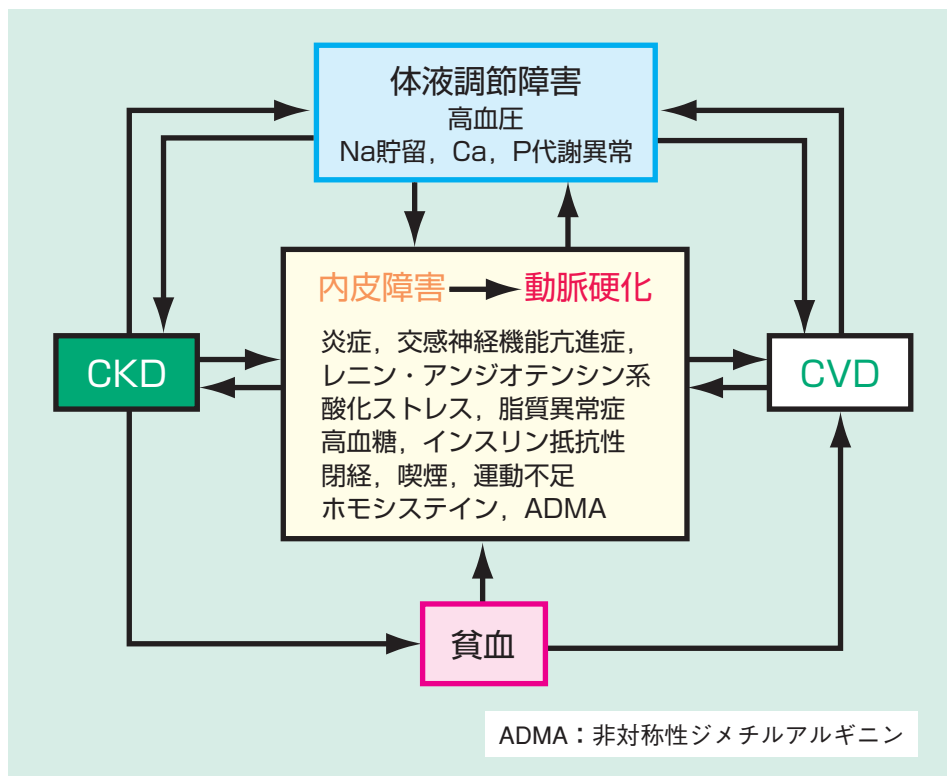 体液調節障害
高血圧
Na貯留，Ca，P代謝異常
内皮障害 動脈硬化
炎症，交感神経機能亢進症，
レニン・アンジオテンシン系
酸化ストレス，脂質異常症
高血糖，インスリン抵抗性
閉経，喫煙，運動不足
ホモシステイン，ADMA
CKD
CVD
貧血
ADMA：非対称性ジメチルアルギニン